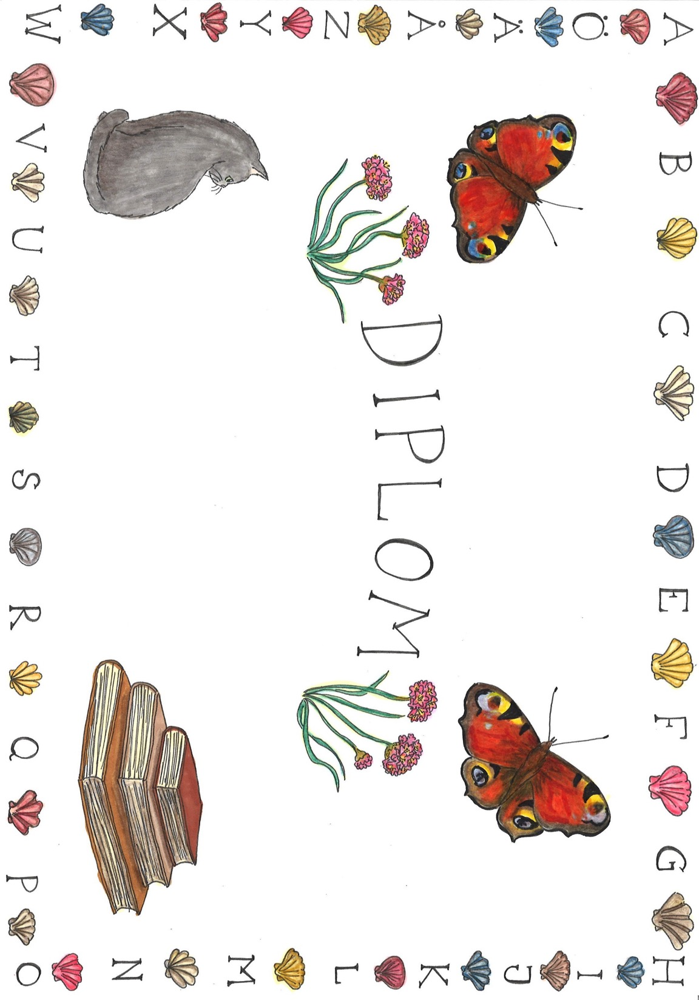 A B C D E F G H
I J K L M N O
P Q R S T U V W
X Y Z Å Ä Ö
DIPLOM